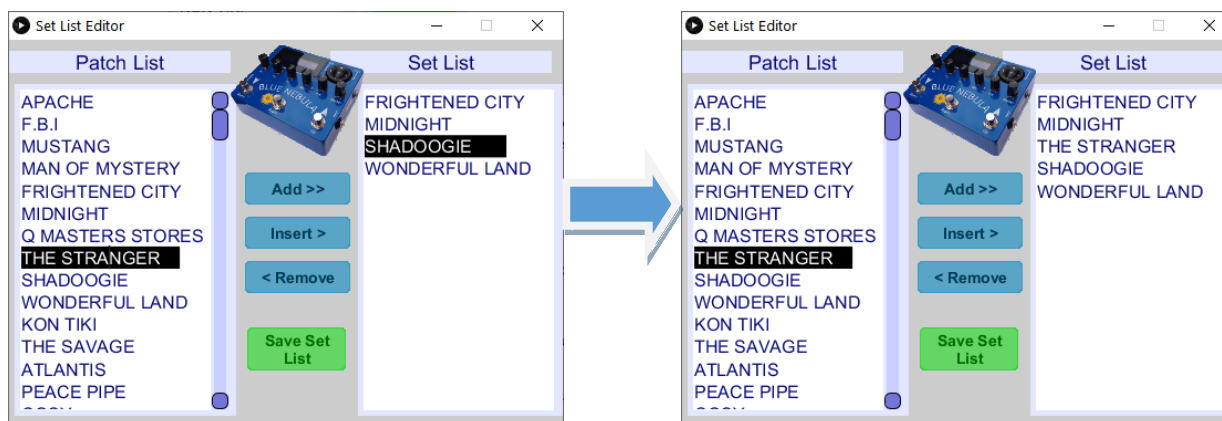 Set List Editor
Patch List
Set List
APACHE
F.B.I
MUSTANG
MAN OF MYSTERY
FRIGHTENED CITY
MIDNIGHT
Q MASTERS STORES
THE STRANGER
SHADOOGIE
WONDERFUL LAND
KON TIKI
THE SAVAGE
ATLANTIS
PEACE PIPE
BLUE NEBULA
Add >>
Insert >
< Remove
Save Set
List
FRIGHTENED CITY
MIDNIGHT
SHADOOGIE
WONDERFUL LAND
Set List Editor
Patch List
Set List
APACHE
F.B.I
MUSTANG
MAN OF MYSTERY
FRIGHTENED CITY
MIDNIGHT
Q MASTERS STORES
THE STRANGER
SHADOOGIE
WONDERFUL LAND
KON TIKI
THE SAVAGE
ATLANTIS
PEACE PIPE
BLUE NEBULA
Add >>
Insert >
< Remove
Save Set
List
FRIGHTENED CITY
MIDNIGHT
THE STRANGER
SHADOOGIE
WONDERFUL LAND